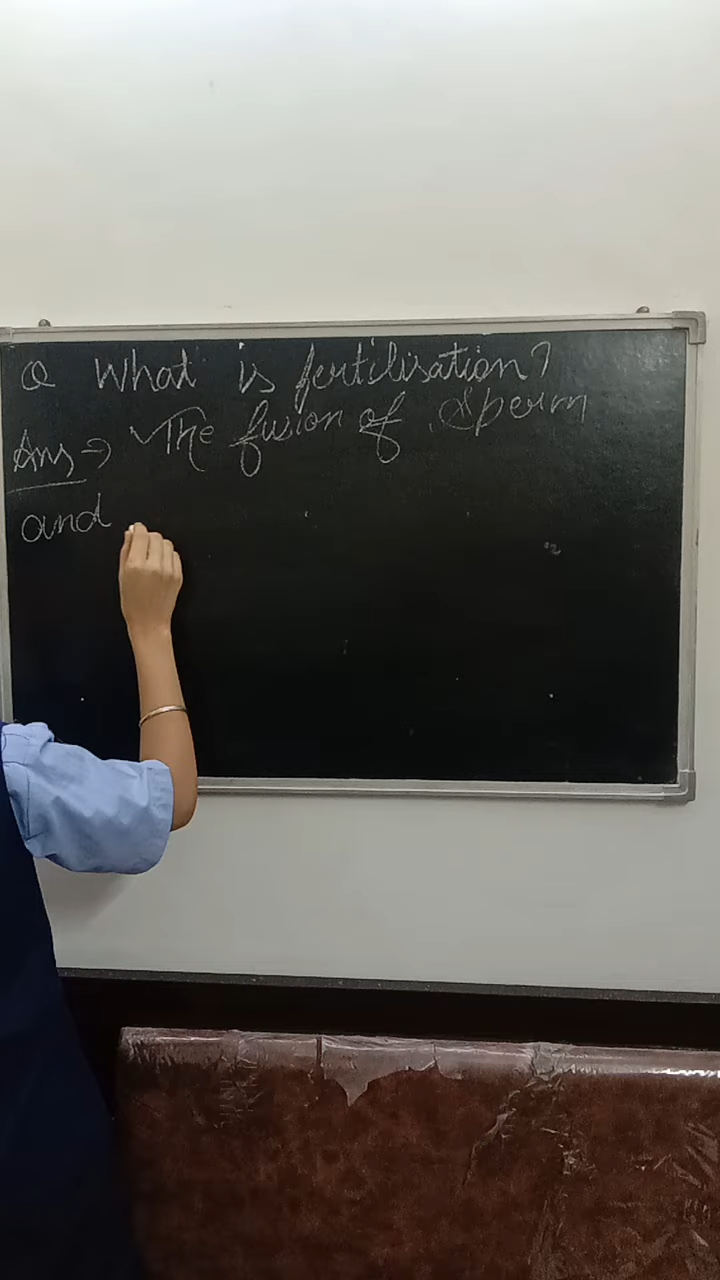 Q What is fertilisation?
Ans → The fusion of Sperm
and